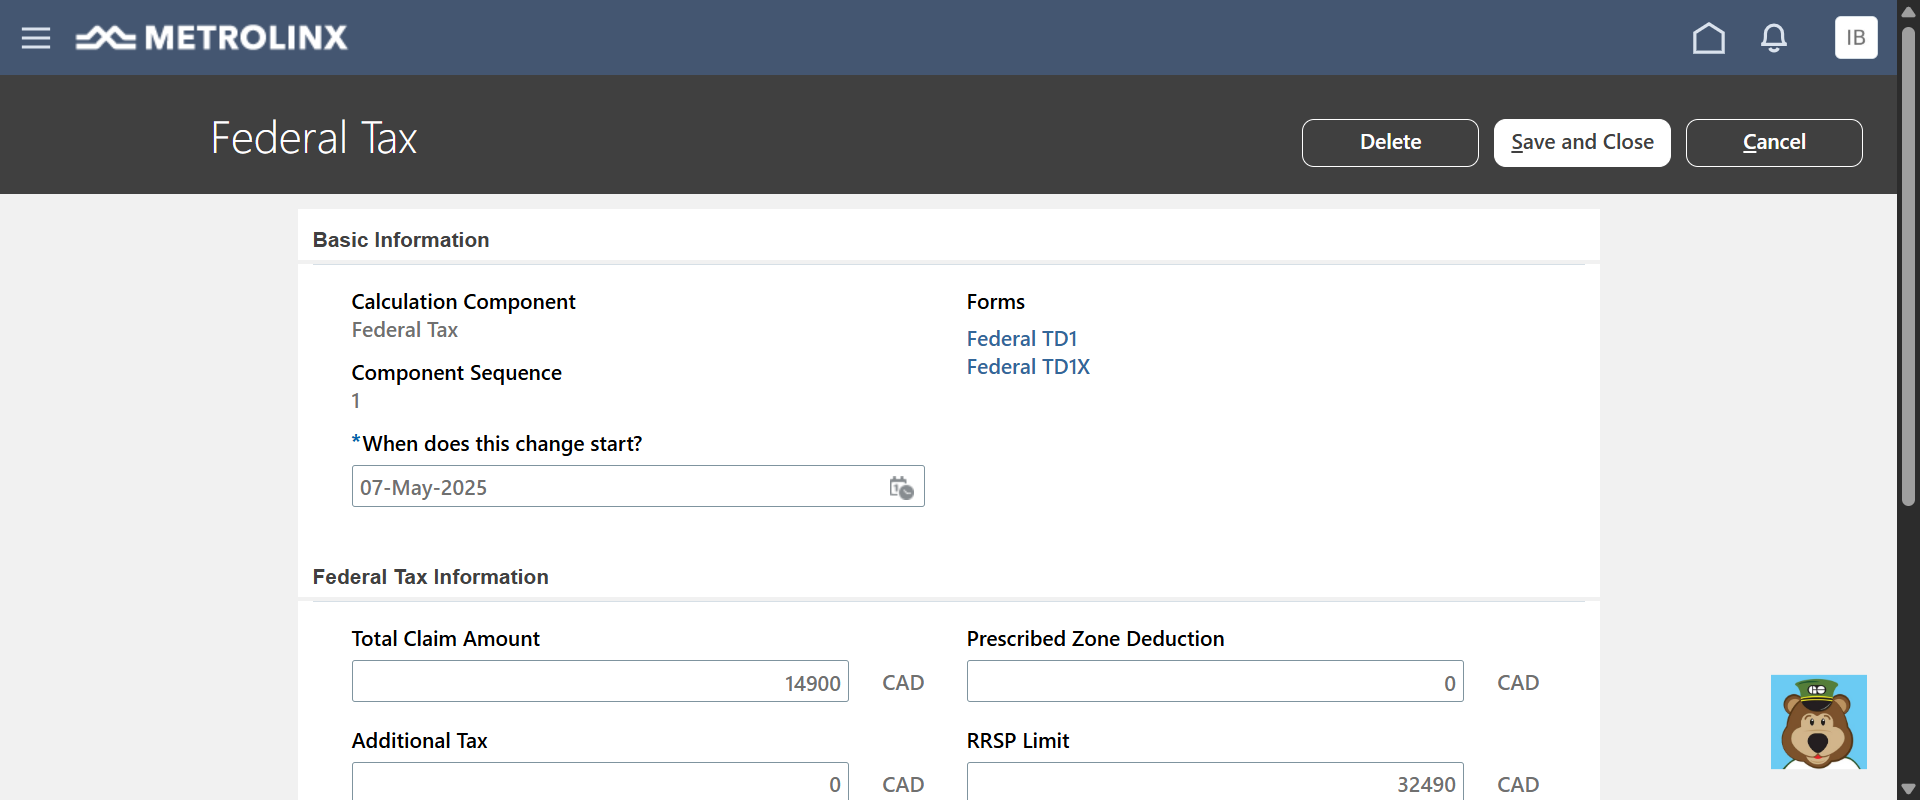 METROLINX
IB
Federal Tax
Delete
Save and Close
Cancel
Basic Information
Calculation Component
Federal Tax
Component Sequence
1
*When does this change start?
07-May-2025
Forms
Federal TD1
Federal TD1X
Federal Tax Information
Total Claim Amount
14900 CAD
Prescribed Zone Deduction
0 CAD
Additional Tax
0 CAD
RRSP Limit
32490 CAD
GO